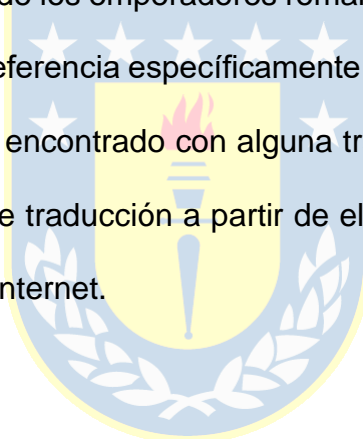 de los emperadores roma
eferencia específicamente
encontrado con alguna tr
e traducción a partir de el
nternet.